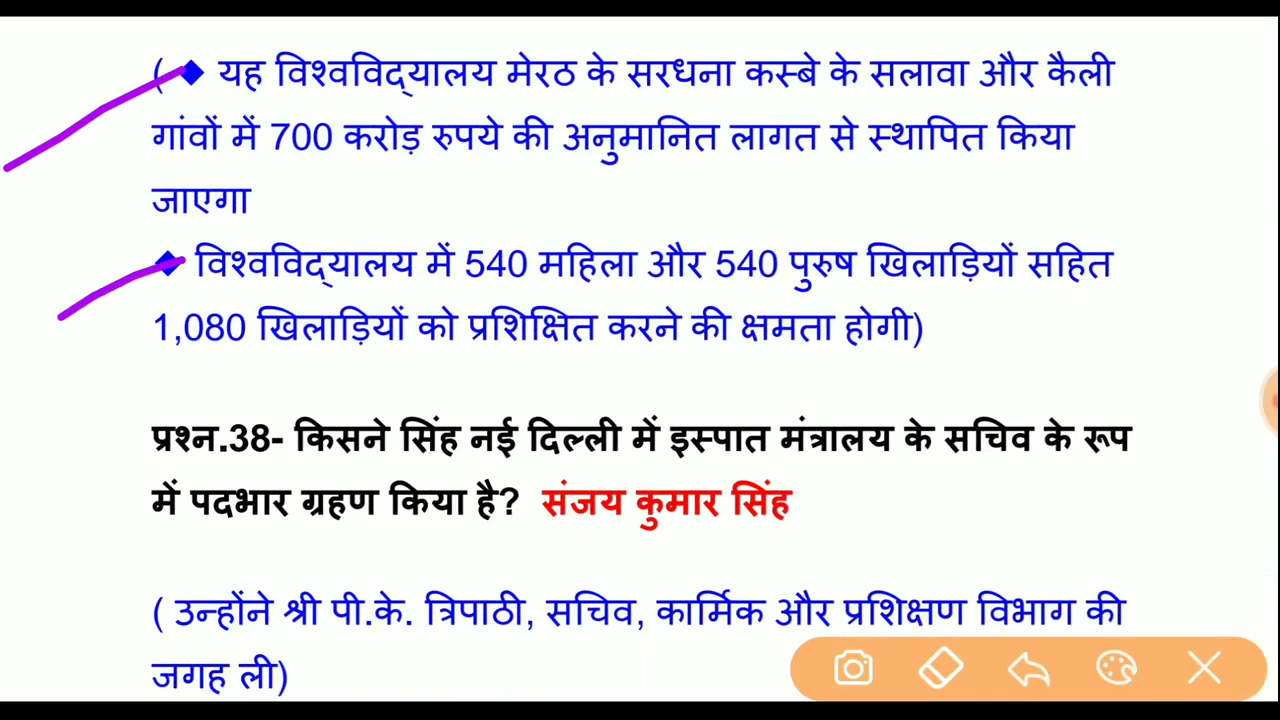 ( ◆ यह विश्वविद्यालय मेरठ के सरधना कस्बे के सलावा और कैली
गांवों में 700 करोड़ रुपये की अनुमानित लागत से स्थापित किया
जाएगा
◆ विश्वविद्यालय में 540 महिला और 540 पुरुष खिलाड़ियों सहित
1,080 खिलाड़ियों को प्रशिक्षित करने की क्षमता होगी)
प्रश्न.38- किसने सिंह नई दिल्ली में इस्पात मंत्रालय के सचिव के रूप
में पदभार ग्रहण किया है? संजय कुमार सिंह
( उन्होंने श्री पी.के. त्रिपाठी, सचिव, कार्मिक और प्रशिक्षण विभाग की
जगह ली)